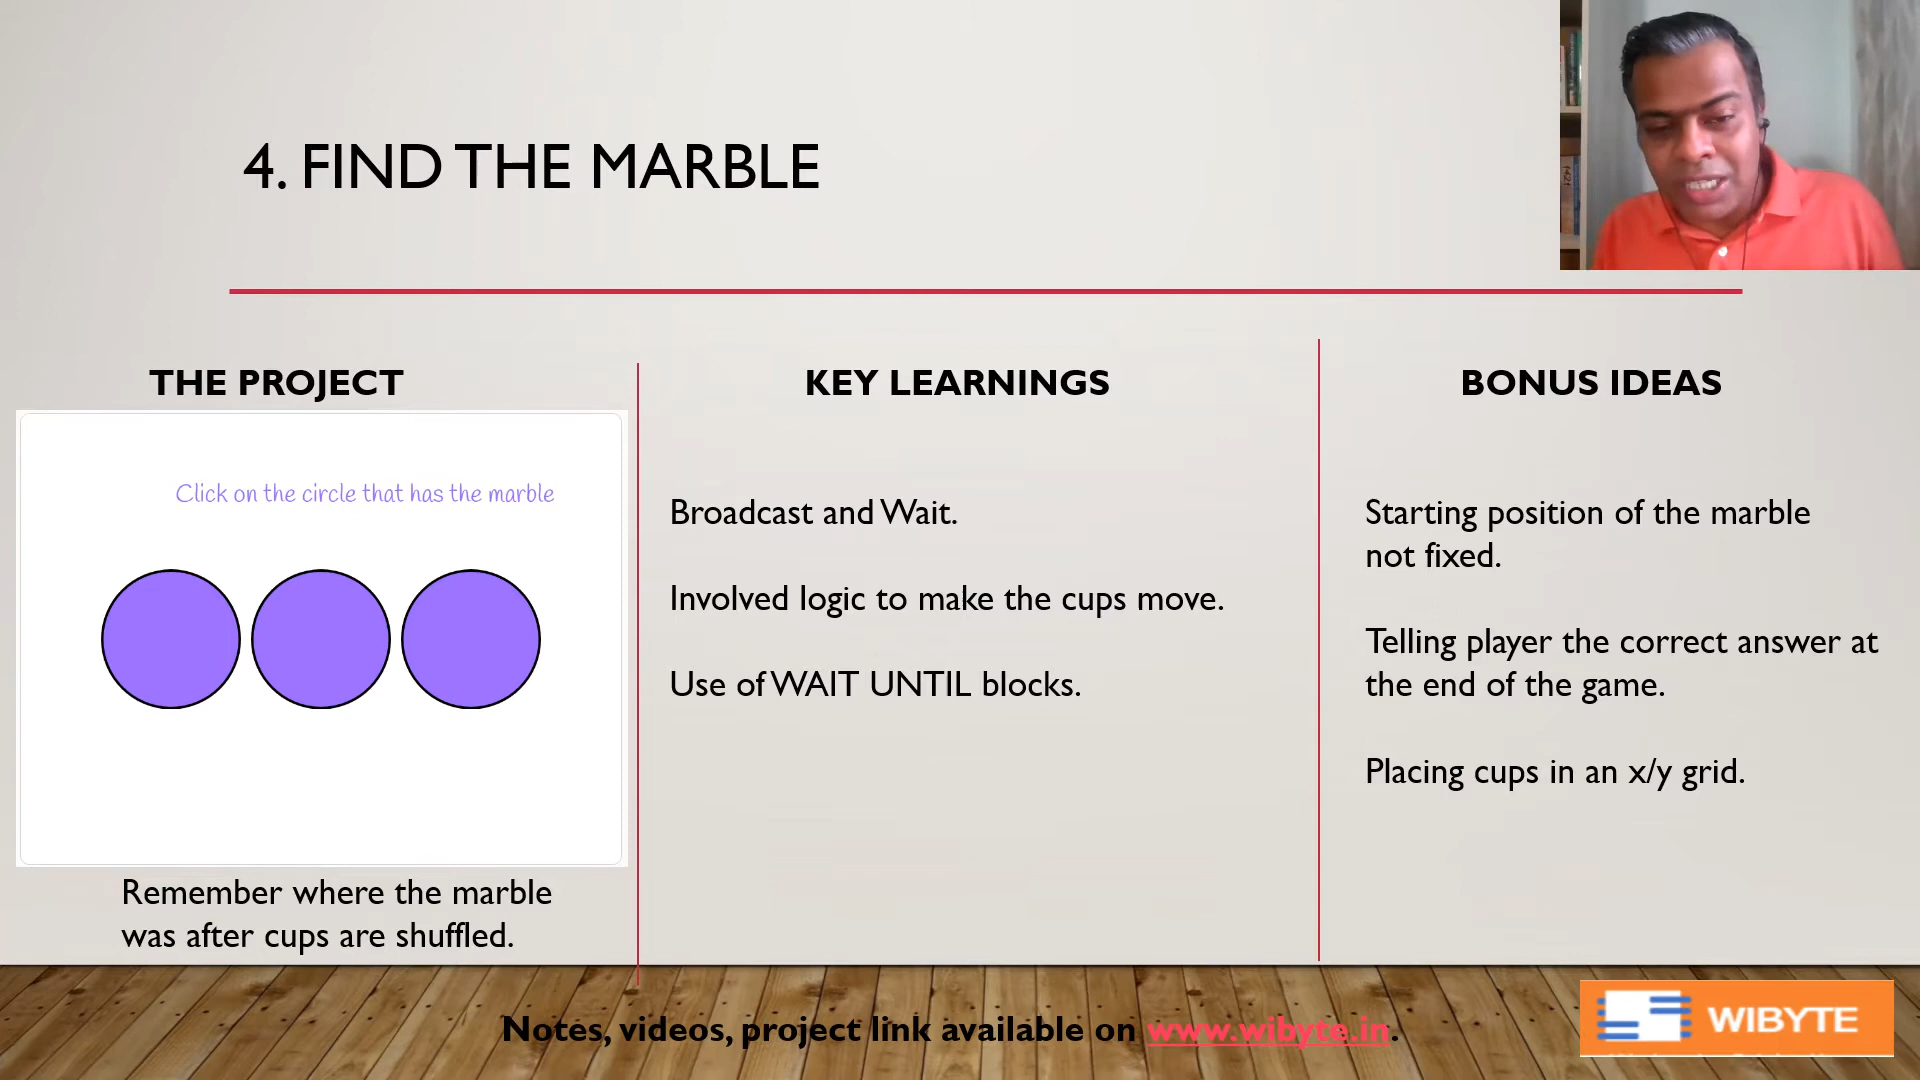 4. FIND THE MARBLE
THE PROJECT
Click on the circle that has the marble
Remember where the marble
was after cups are shuffled.
KEY LEARNINGS
Broadcast and Wait.
Involved logic to make the cups move.
Use of WAIT UNTIL blocks.
BONUS IDEAS
Starting position of the marble
not fixed.
Telling player the correct answer at
the end of the game.
Placing cups in an x/y grid.
Notes, videos, project link available on www.wibyte.in.
WIBYTE